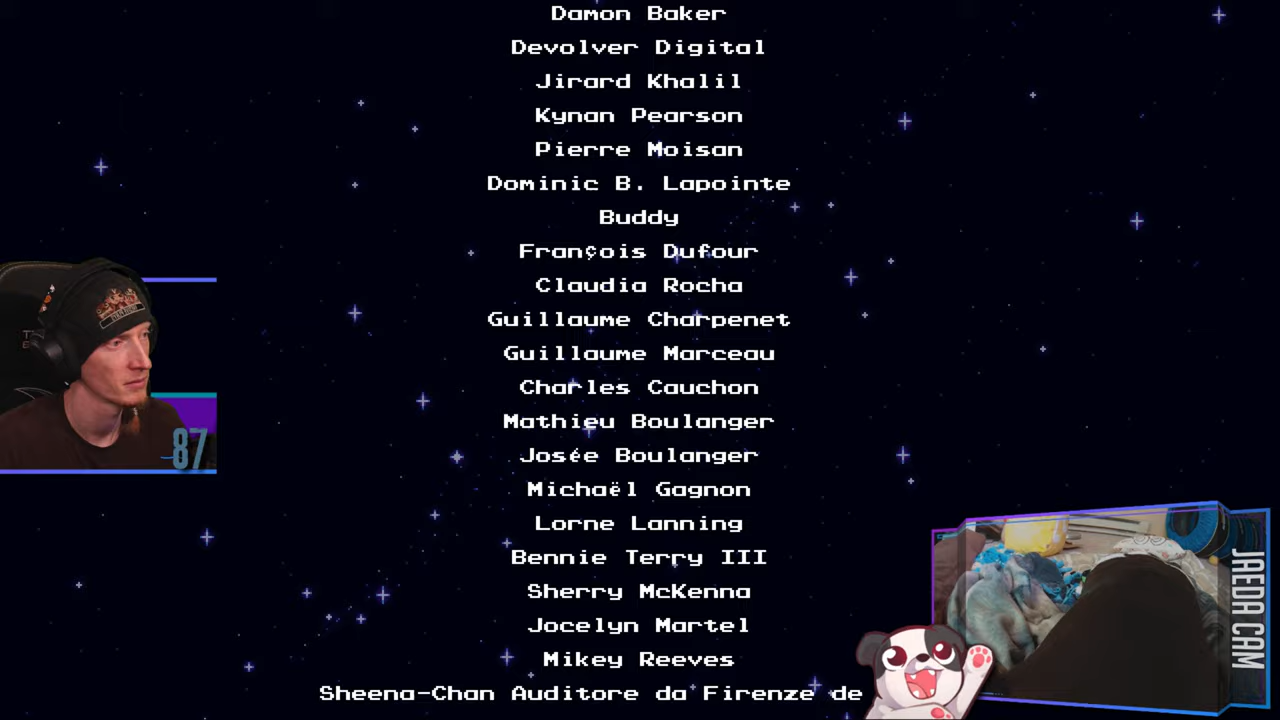 Damon Baker
Devolver Digital
Jirard Khalil
Kynan Pearson
Pierre Moisan
Dominic B. Lapointe
Buddy
François Dufour
Claudia Rocha
Guillaume Charpenet
Guillaume Marceau
Charles Cauchon
Mathieu Boulanger
Josée Boulanger
Michaël Gagnon
Lorne Lanning
Bennie Terry III
Sherry McKenna
Jocelyn Martel
Mikey Reeves
Sheena-Chan Auditore da Firenze de
87
JAEDA CAM